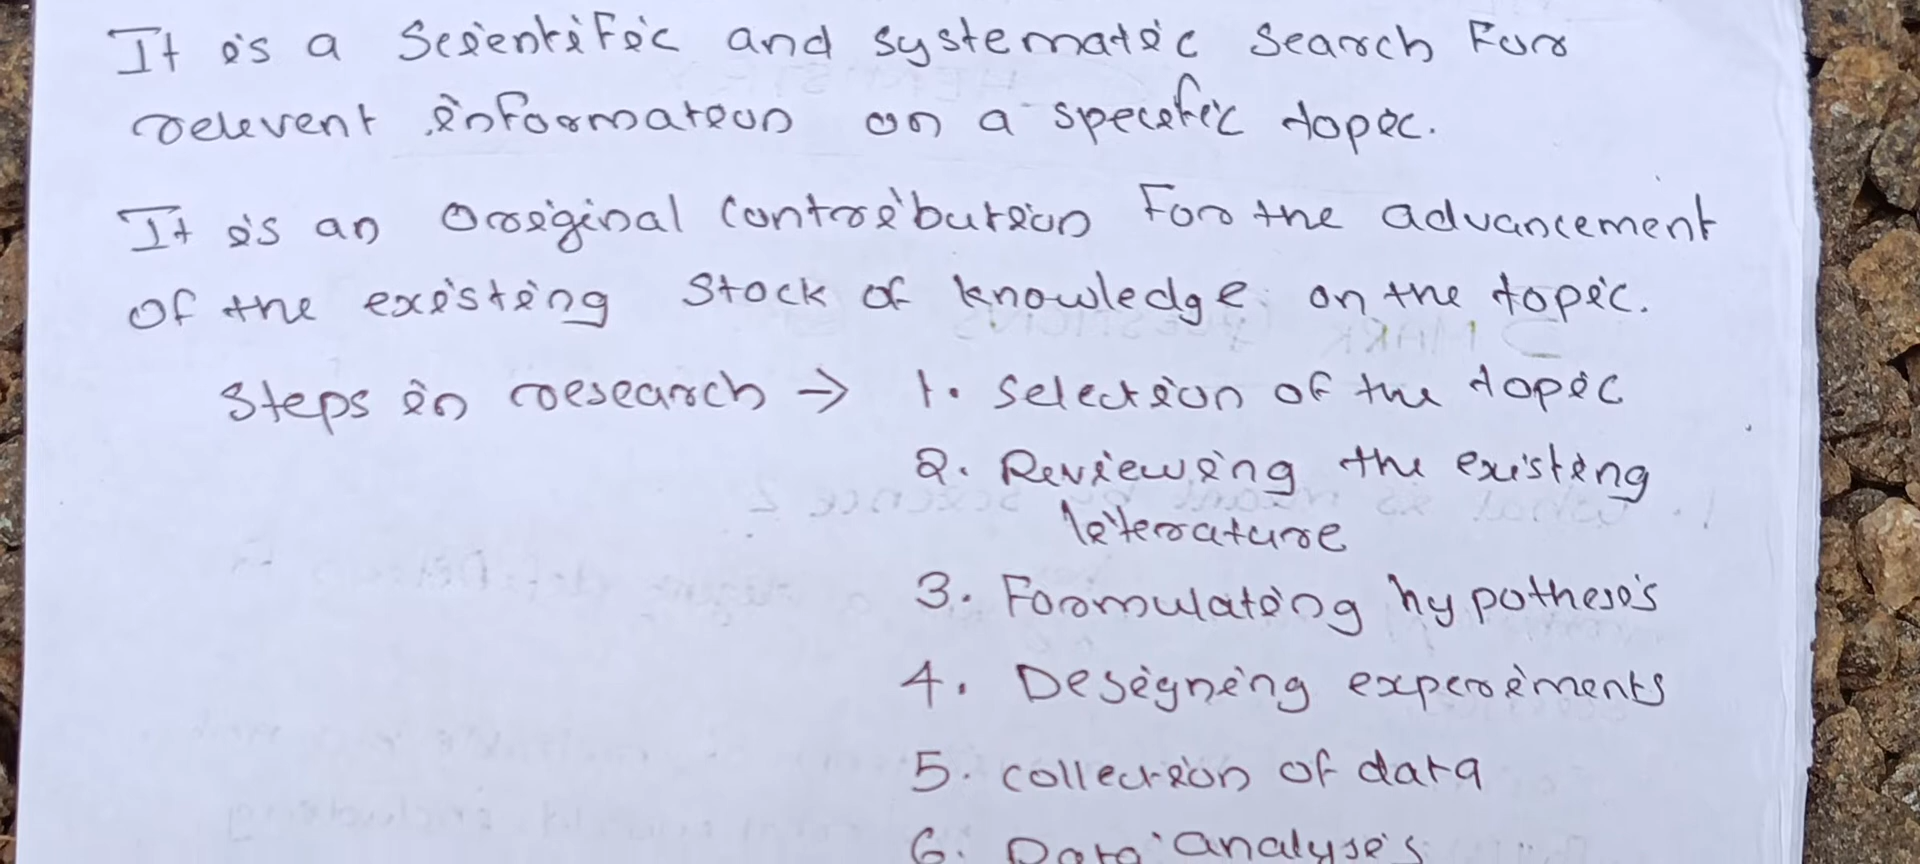 It is a Scientific and systematic Search For
relevent information on a specific topic.
It is an Original Contribution For the advancement
of the existing Stock of knowledge on the topic.
Steps in research → 1. Selection of the topic
2. Reviewing the existing
literature
3. Formulating hypothesis
4. Designing experiments
5. collection of data
6. Data analysis